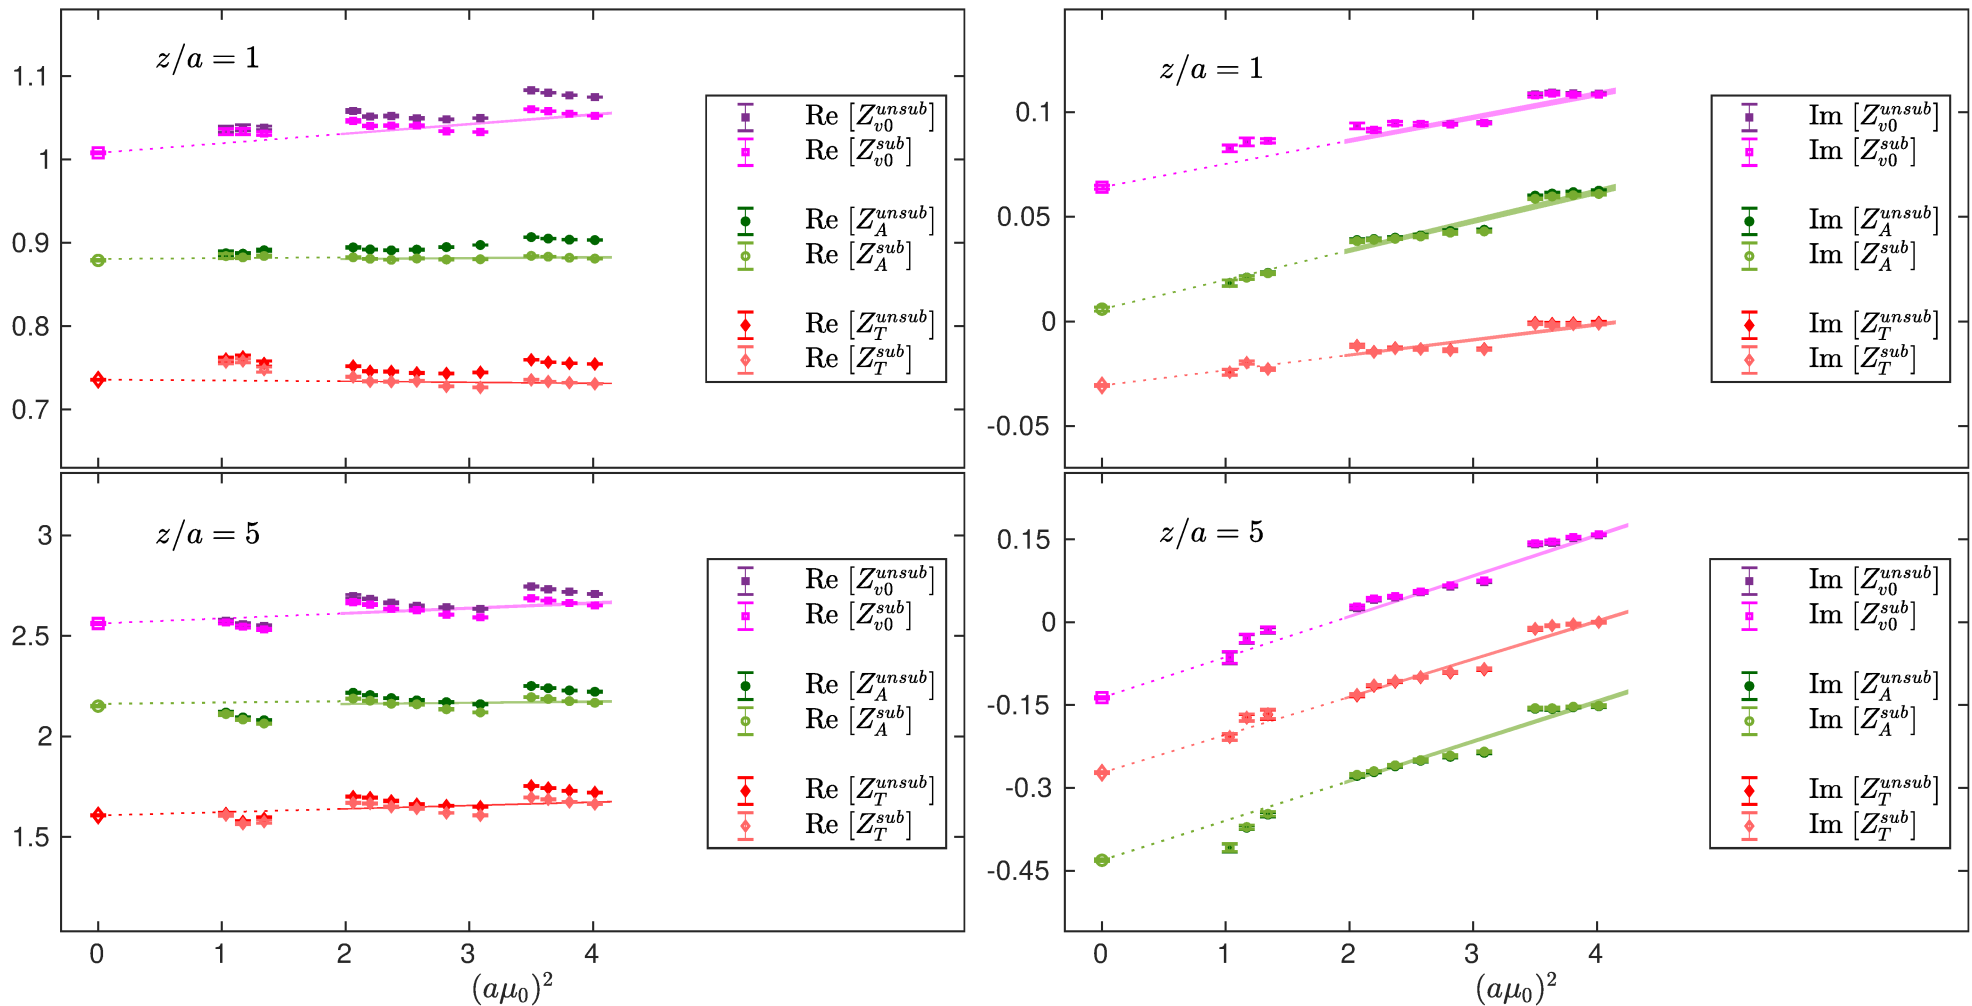 z/a = 1
1.1
1
0.9
0.8
0.7
Re [Z_{v0}^{unsub}]
Re [Z_{v0}^{sub}]
Re [Z_A^{unsub}]
Re [Z_A^{sub}]
Re [Z_T^{unsub}]
Re [Z_T^{sub}]
z/a = 1
0.1
0.05
0
-0.05
Im [Z_{v0}^{unsub}]
Im [Z_{v0}^{sub}]
Im [Z_A^{unsub}]
Im [Z_A^{sub}]
Im [Z_T^{unsub}]
Im [Z_T^{sub}]
z/a = 5
3
2.5
2
1.5
Re [Z_{v0}^{unsub}]
Re [Z_{v0}^{sub}]
Re [Z_A^{unsub}]
Re [Z_A^{sub}]
Re [Z_T^{unsub}]
Re [Z_T^{sub}]
0 1 2 3 4
(aμ_0)^2
z/a = 5
0.15
0
-0.15
-0.3
-0.45
Im [Z_{v0}^{unsub}]
Im [Z_{v0}^{sub}]
Im [Z_A^{unsub}]
Im [Z_A^{sub}]
Im [Z_T^{unsub}]
Im [Z_T^{sub}]
0 1 2 3 4
(aμ_0)^2